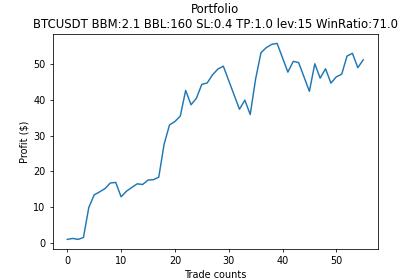 Portfolio
BTCUSDT BBM:2.1 BBL:160 SL:0.4 TP:1.0 lev:15 WinRatio:71.0
50
40
30
20
10
0
Profit ($)
0 10 20 30 40 50
Trade counts